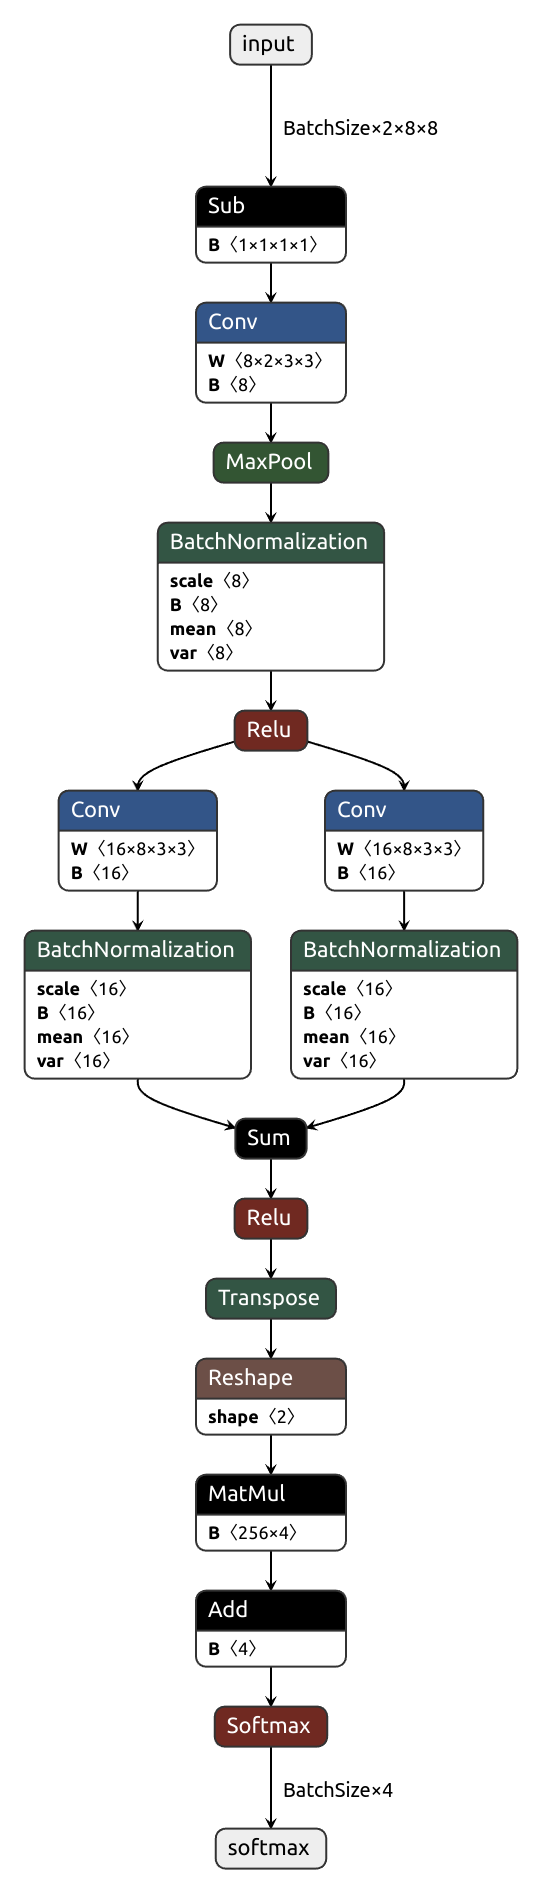 input
BatchSize×2×8×8
Sub
B〈1×1×1×1〉
Conv
W〈8×2×3×3〉
B〈8〉
MaxPool
BatchNormalization
scale〈8〉
B〈8〉
mean〈8〉
var〈8〉
Relu
Conv
W〈16×8×3×3〉
B〈16〉
Conv
W〈16×8×3×3〉
B〈16〉
BatchNormalization
scale〈16〉
B〈16〉
mean〈16〉
var〈16〉
BatchNormalization
scale〈16〉
B〈16〉
mean〈16〉
var〈16〉
Sum
Relu
Transpose
Reshape
shape〈2〉
MatMul
B〈256×4〉
Add
B〈4〉
Softmax
BatchSize×4
softmax